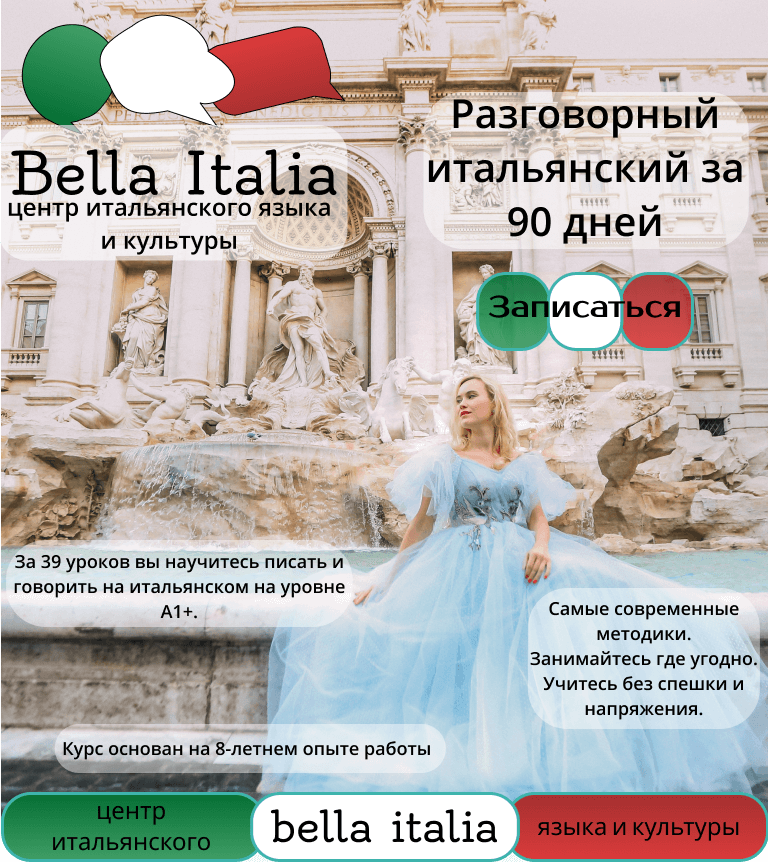 Bella Italia
центр итальянского языка
и культуры
Разговорный
итальянский за
90 дней
Записаться
За 39 уроков вы научитесь писать и
говорить на итальянском на уровне
А1+.
Самые современные
методики.
Занимайтесь где угодно.
Учитесь без спешки и
напряжения.
Курс основан на 8-летнем опыте работы
центр
итальянского
bella italia
языка и культуры